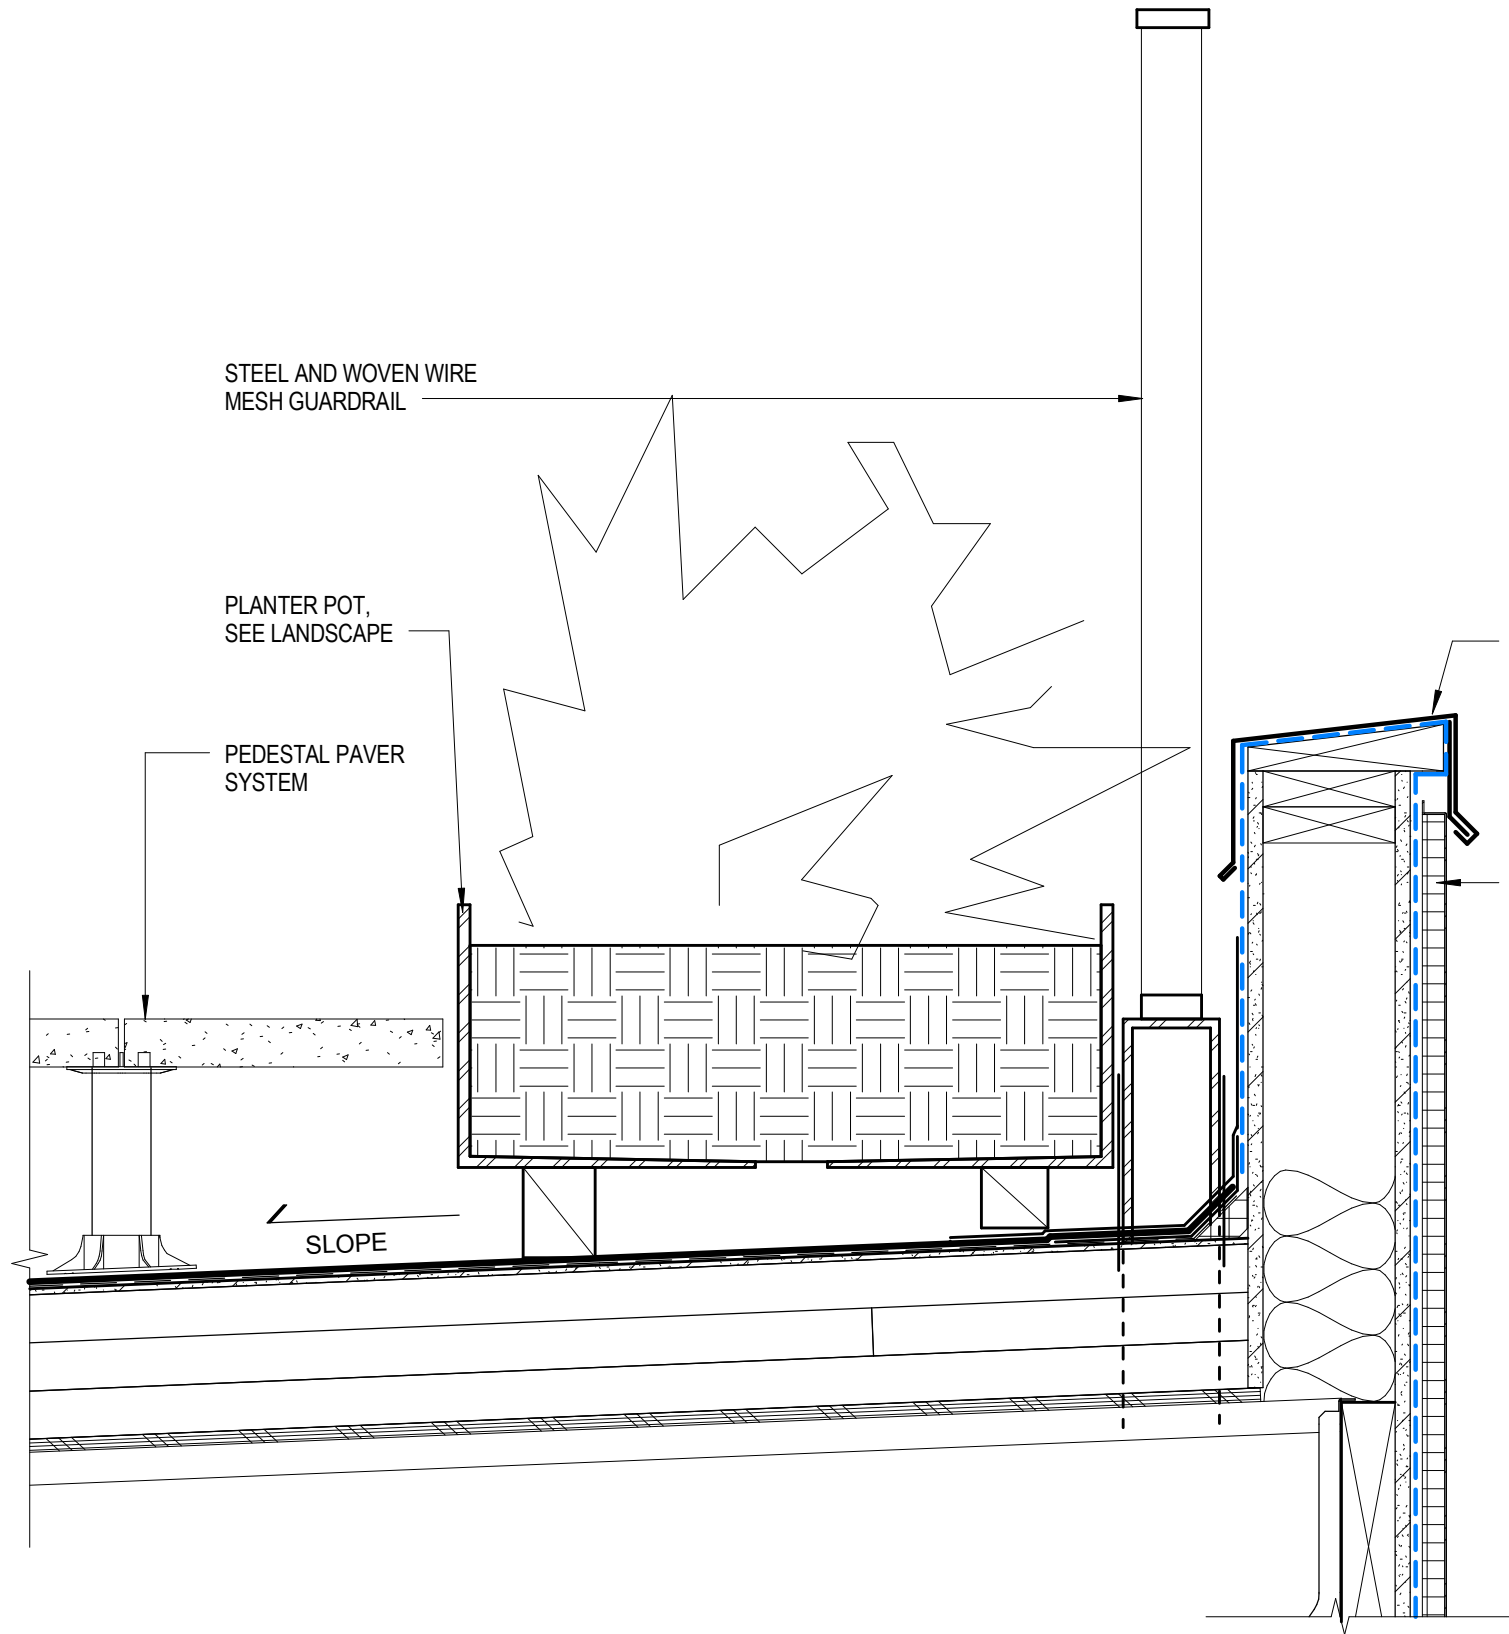 STEEL AND WOVEN WIRE
MESH GUARDRAIL
PLANTER POT,
SEE LANDSCAPE
PEDESTAL PAVER
SYSTEM
SLOPE